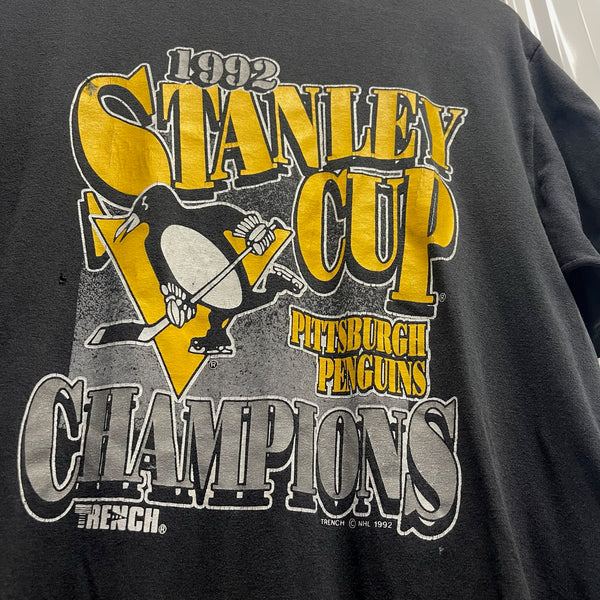 1992
STANLEY
CUP®
PITTSBURGH
PENGUINS
®
CHAMPIONS
TRENCH®
TRENCH © NHL 1992